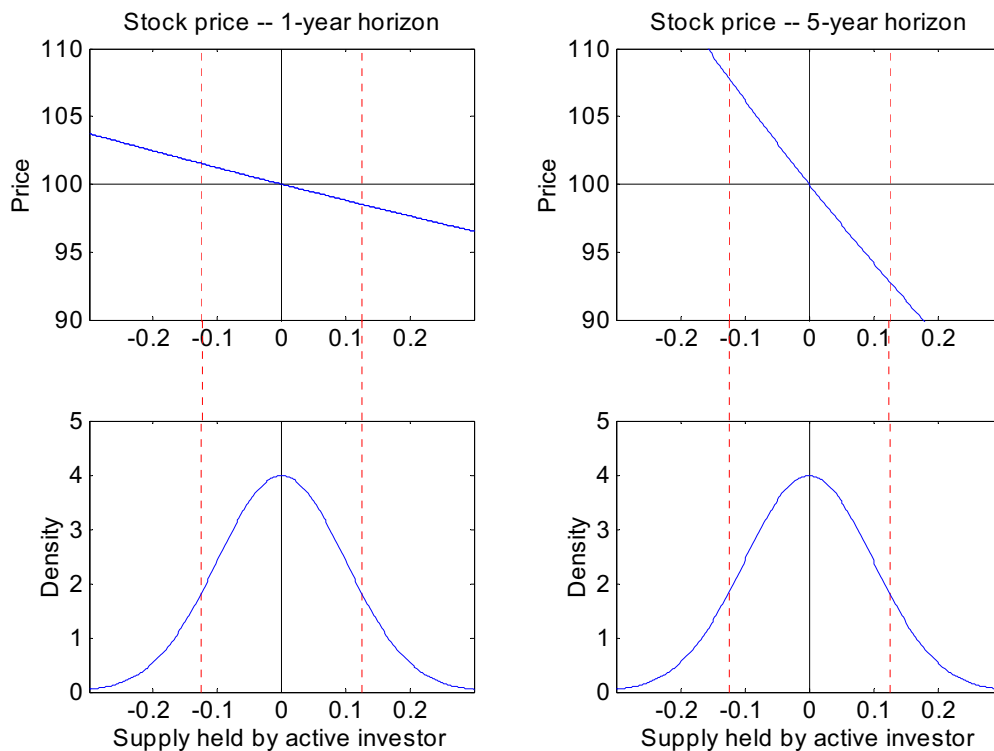 Stock price -- 1-year horizon
110
105
100
95
90
Price
-0.2 -0.1 0 0.1 0.2
Stock price -- 5-year horizon
110
105
100
95
90
Price
-0.2 -0.1 0 0.1 0.2
5
4
3
2
1
0
Density
-0.2 -0.1 0 0.1 0.2
Supply held by active investor
5
4
3
2
1
0
Density
-0.2 -0.1 0 0.1 0.2
Supply held by active investor